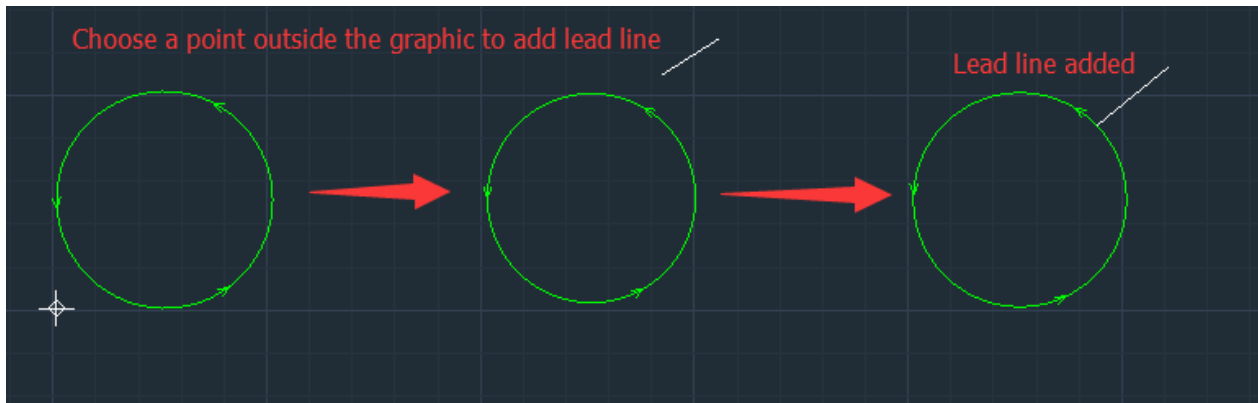 Choose a point outside the graphic to add lead line
Lead line added